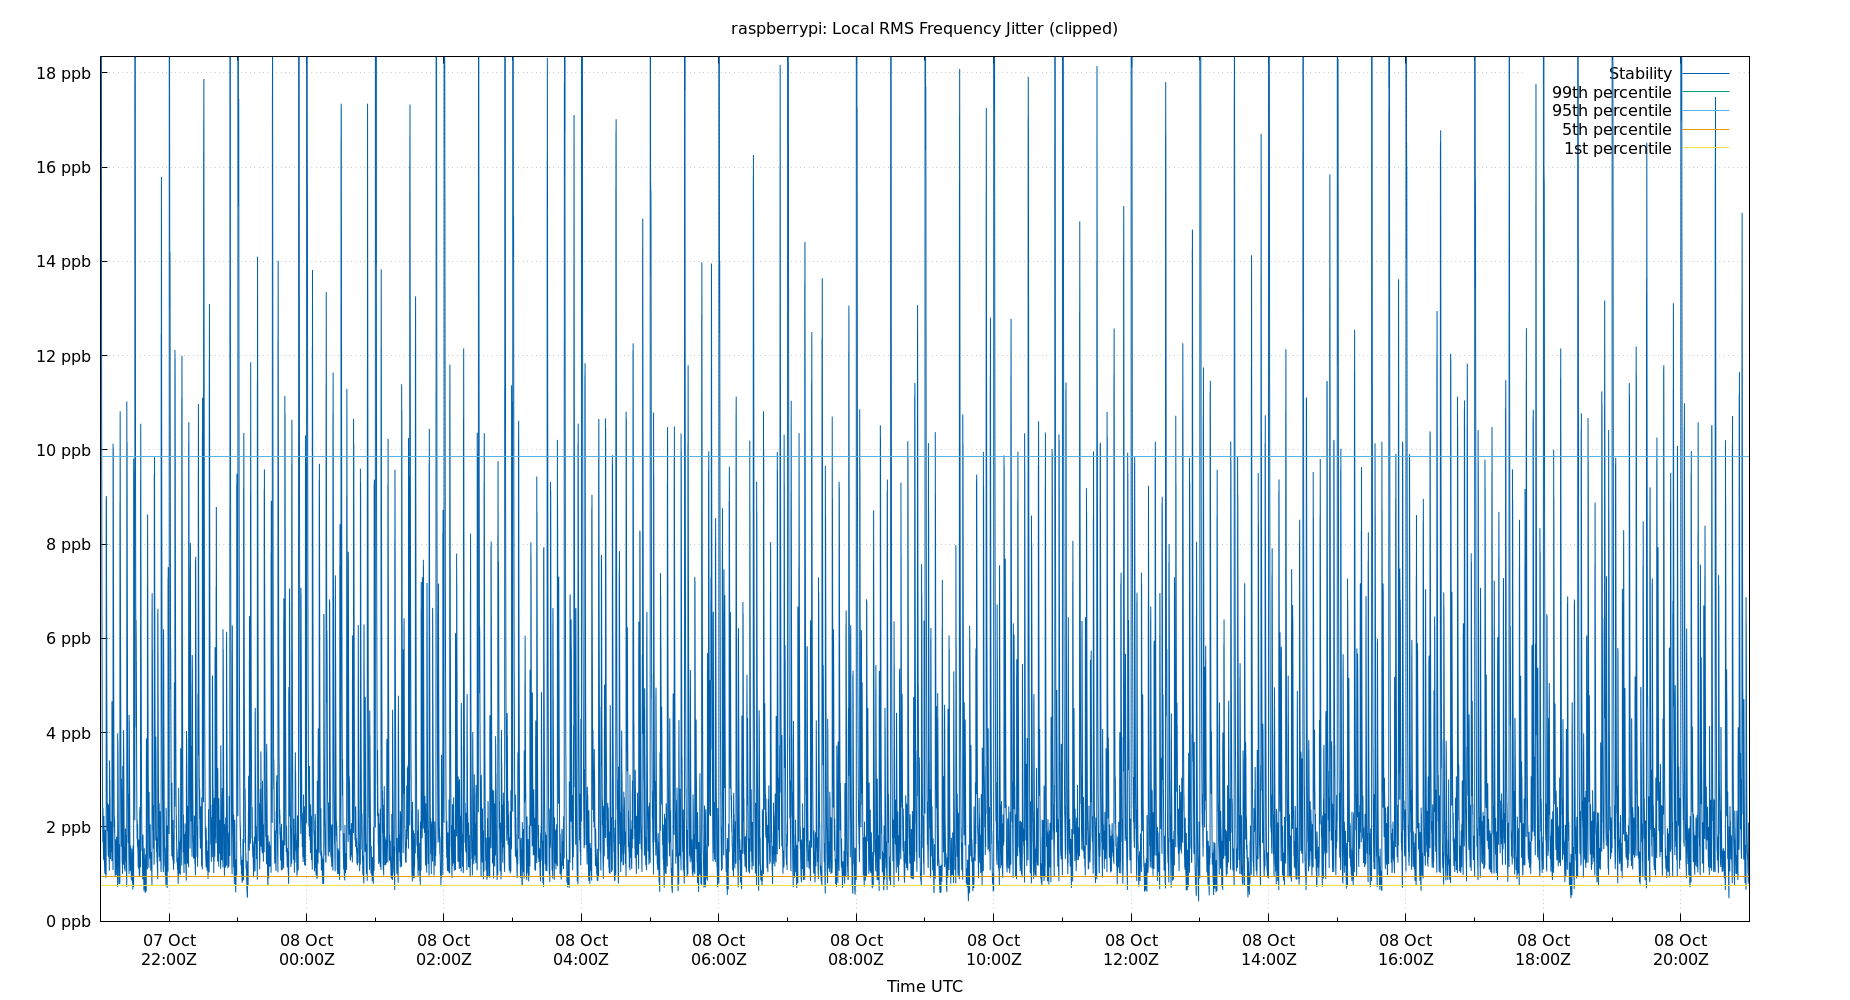 raspberrypi: Local RMS Frequency Jitter (clipped)
18 ppb
16 ppb
14 ppb
12 ppb
10 ppb
8 ppb
6 ppb
4 ppb
2 ppb
0 ppb
Stability
99th percentile
95th percentile
5th percentile
1st percentile
07 Oct 08 Oct 08 Oct 08 Oct 08 Oct 08 Oct 08 Oct 08 Oct 08 Oct 08 Oct 08 Oct 08 Oct
22:00Z 00:00Z 02:00Z 04:00Z 06:00Z 08:00Z 10:00Z 12:00Z 14:00Z 16:00Z 18:00Z 20:00Z
Time UTC